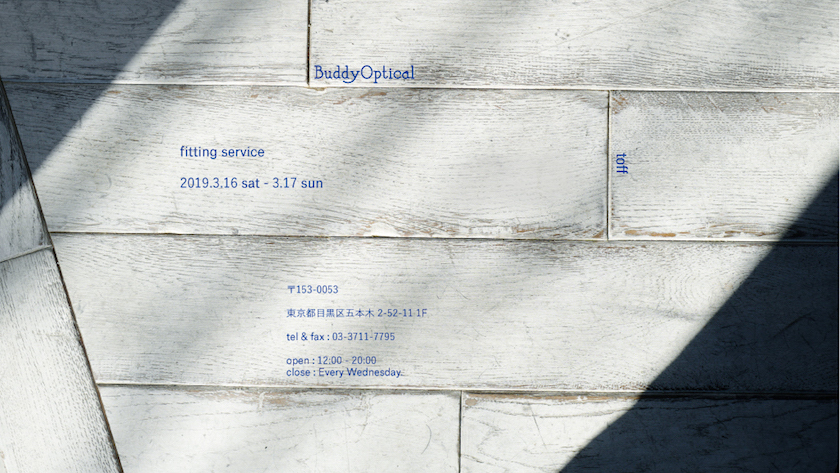 BuddyOptical
fitting service
toff
2019.3.16 sat - 3.17 sun
〒153-0053
東京都目黒区五本木 2-52-11 1F
tel & fax : 03-3711-7795
open : 12:00 - 20:00
close : Every Wednesday.